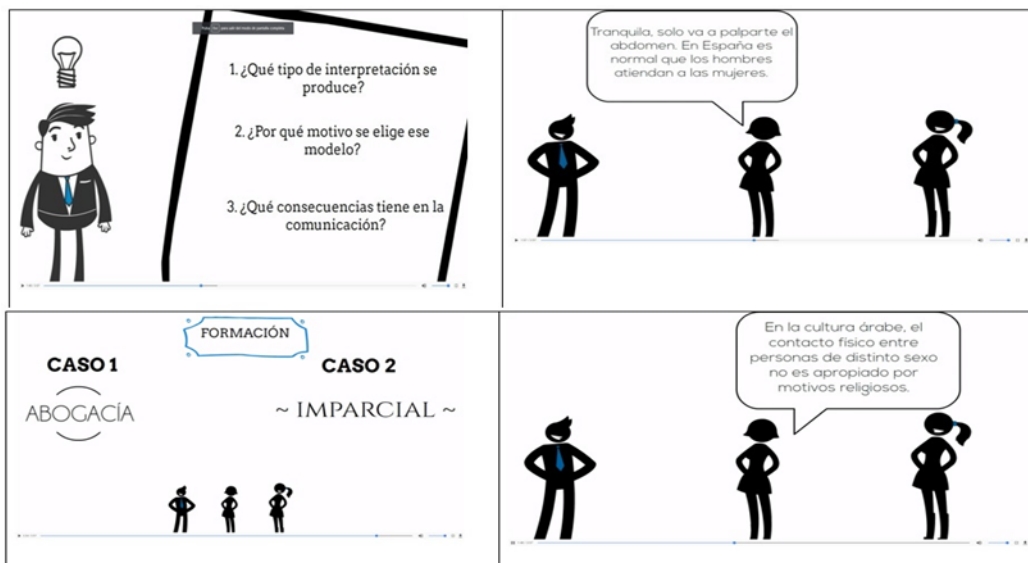 1. ¿Qué tipo de interpretación se
produce?
2. ¿Por qué motivo se elige ese
modelo?
3. ¿Qué consecuencias tiene en la
comunicación?
Tranquila, solo va a palparte el
abdomen. En España es
normal que los hombres
atiendan a las mujeres.
FORMACIÓN
CASO 1
CASO 2
ABOGACÍA
~ IMPARCIAL ~
En la cultura árabe, el
contacto físico entre
personas de distinto sexo
no es apropiado por
motivos religiosos.